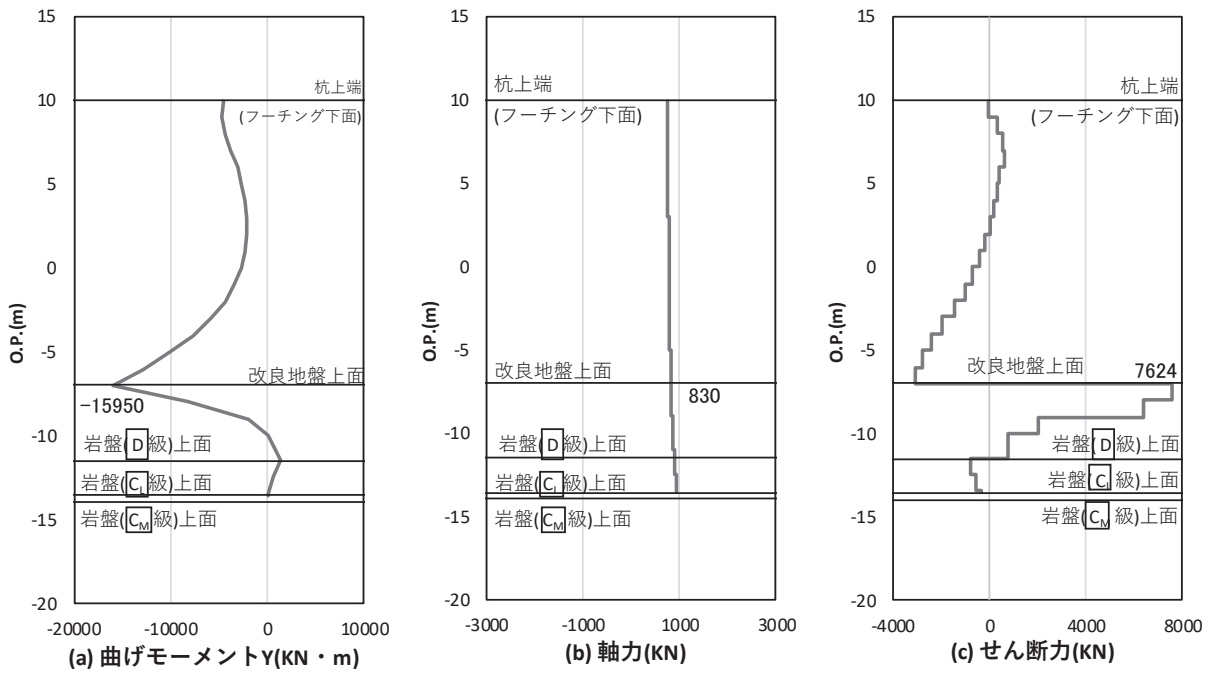 15
10
5
0
-5
-10
-15
-20
O.P.(m)
杭上端
(フーチング下面)
改良地盤上面
-15950
岩盤(D級)上面
岩盤(CL級)上面
岩盤(CM級)上面
-20000 -10000 0 10000
(a) 曲げモーメントY(KN・m)
15
10
5
0
-5
-10
-15
-20
O.P.(m)
杭上端
(フーチング下面)
改良地盤上面
830
岩盤(D級)上面
岩盤(CL級)上面
岩盤(CM級)上面
-3000 -1000 1000 3000
(b) 軸力(KN)
15
10
5
0
-5
-10
-15
-20
O.P.(m)
杭上端
(フーチング下面)
改良地盤上面
7624
岩盤(D級)上面
岩盤(CL級)上面
岩盤(CM級)上面
-4000 0 4000 8000
(c) せん断力(KN)